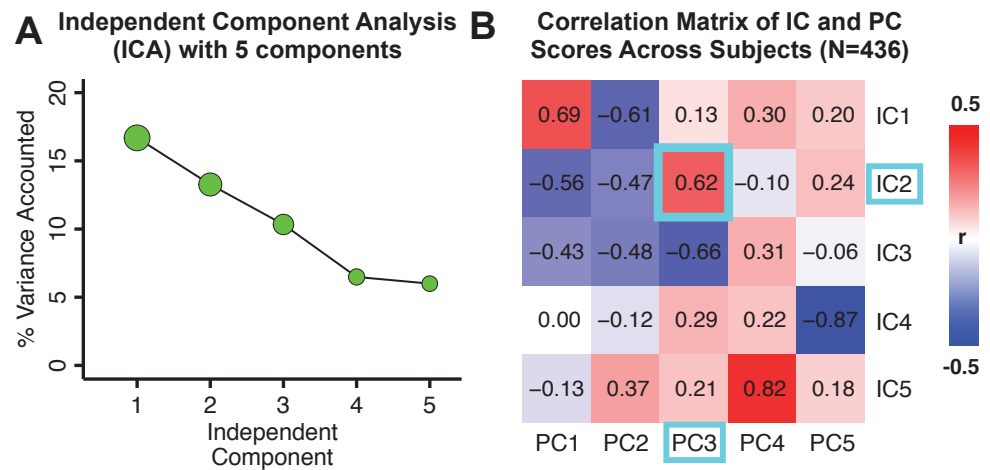 A Independent Component Analysis
(ICA) with 5 components
% Variance Accounted
20
15
10
5
0
1 2 3 4 5
Independent
Component
B Correlation Matrix of IC and PC
Scores Across Subjects (N=436)
0.69 −0.61 0.13 0.30 0.20 IC1
−0.56 −0.47 0.62 −0.10 0.24 IC2
−0.43 −0.48 −0.66 0.31 −0.06 IC3
0.00 −0.12 0.29 0.22 −0.87 IC4
−0.13 0.37 0.21 0.82 0.18 IC5
PC1 PC2 PC3 PC4 PC5
0.5
r
-0.5